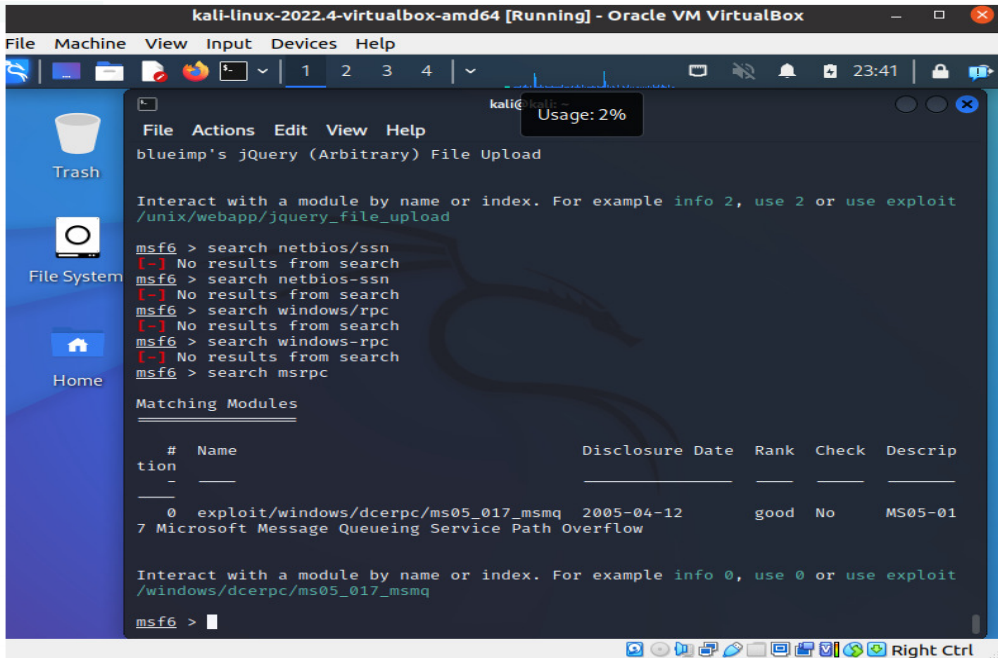 kali-linux-2022.4-virtualbox-amd64 [Running] - Oracle VM VirtualBox
File Machine View Input Devices Help
1 2 3 4 23:41
kali@kali: ~
Usage: 2%
File Actions Edit View Help
Trash
File System
Home
blueimp's jQuery (Arbitrary) File Upload
Interact with a module by name or index. For example info 2, use 2 or use exploit
/unix/webapp/jquery_file_upload
msf6 > search netbios/ssn
[-] No results from search
msf6 > search netbios-ssn
[-] No results from search
msf6 > search windows/rpc
[-] No results from search
msf6 > search windows-rpc
[-] No results from search
msf6 > search msrpc
Matching Modules
# Name Disclosure Date Rank Check Descrip
tion
0 exploit/windows/dcerpc/ms05_017_msmq 2005-04-12 good No MS05-01
7 Microsoft Message Queueing Service Path Overflow
Interact with a module by name or index. For example info 0, use 0 or use exploit
/windows/dcerpc/ms05_017_msmq
msf6 >
Right Ctrl